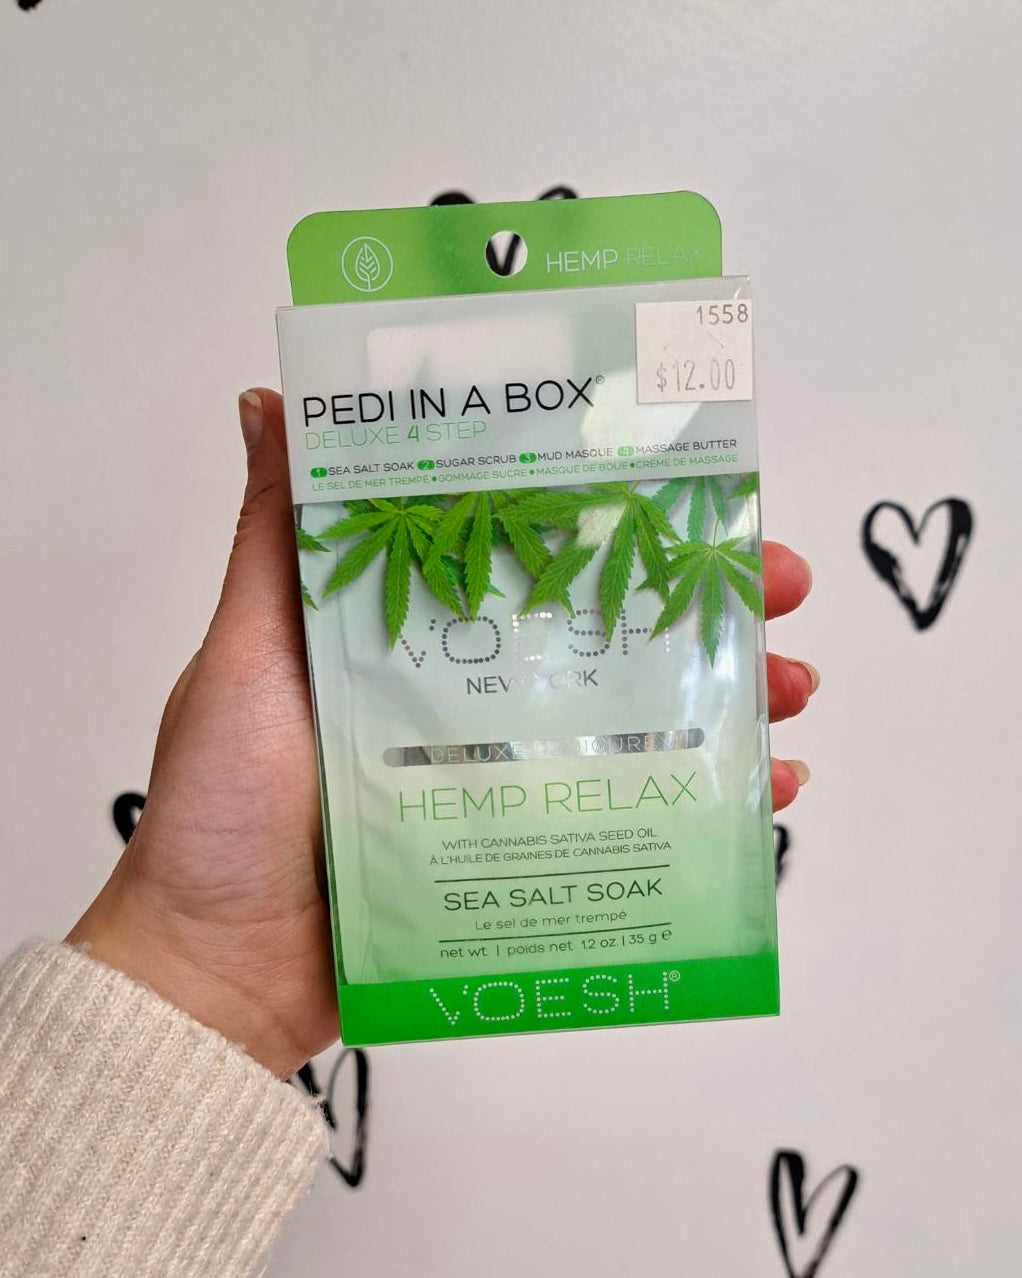 HEMP RELAX
1558
$12.00
PEDI IN A BOX®
DELUXE 4 STEP
1 SEA SALT SOAK 2 SUGAR SCRUB 3 MUD MASQUE 4 MASSAGE BUTTER
LE SEL DE MER TREMPÉ • GOMMAGE SUCRE • MASQUE DE BOUE • CRÈME DE MASSAGE
VOESH
NEW YORK
DELUXE PEDICURE
HEMP RELAX
WITH CANNABIS SATIVA SEED OIL
À L'HUILE DE GRAINES DE CANNABIS SATIVA
SEA SALT SOAK
Le sel de mer trempé
net wt. | poids net 1.2 oz. | 35 g ℮
VOESH®